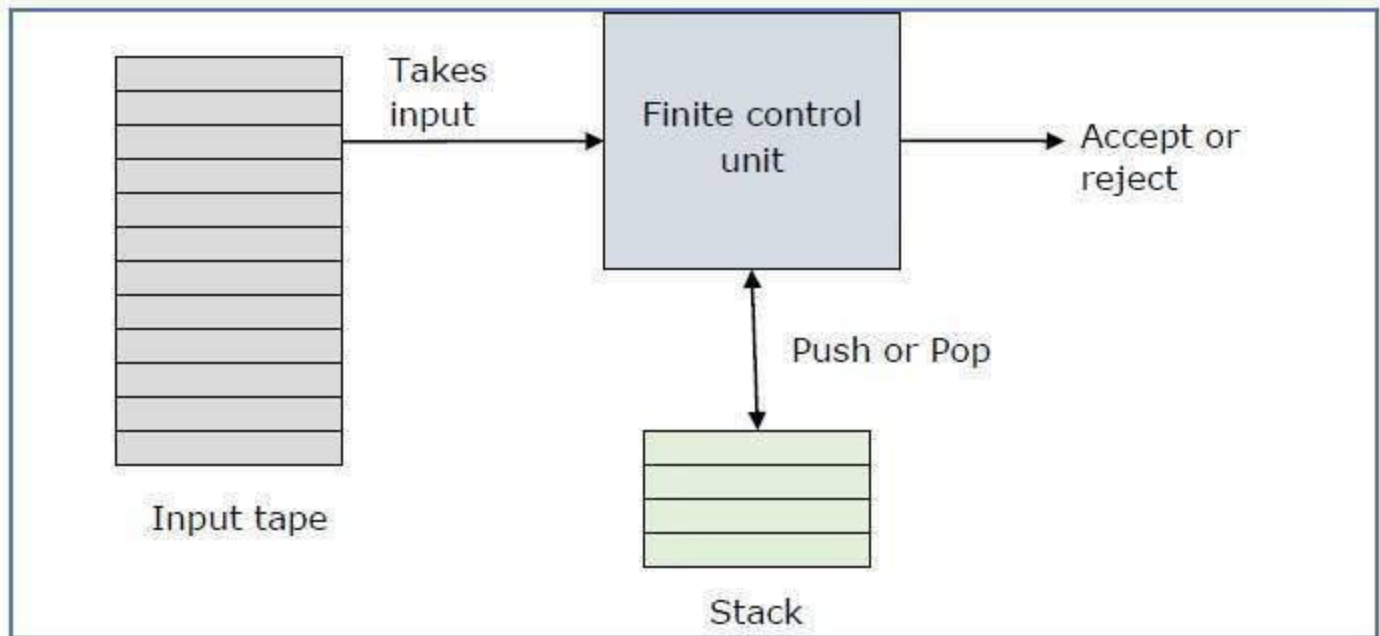 Takes
input
Finite control
unit
Accept or
reject
Push or Pop
Input tape
Stack